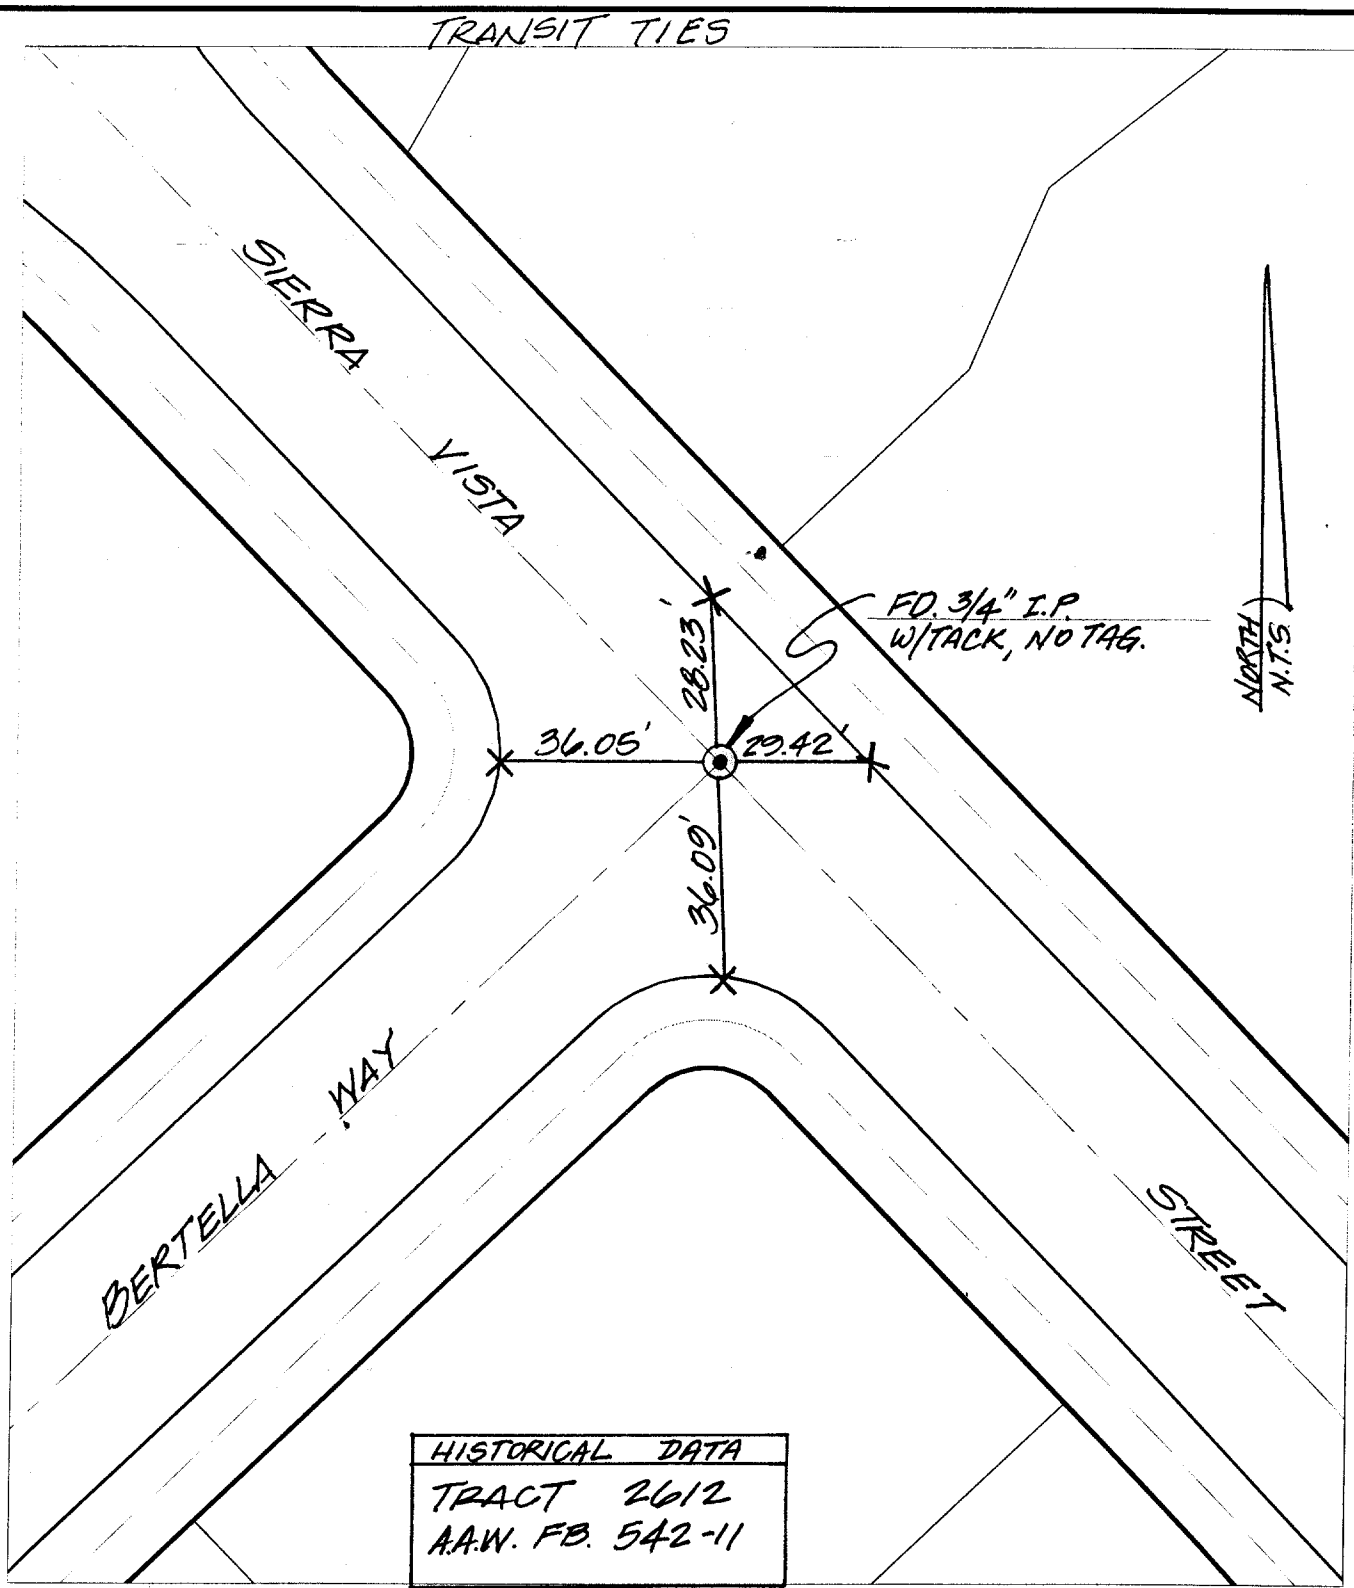 TRANSIT TIES
SIERRA
VISTA
FD. 3/4" I.P.
W/TACK, NO TAG.
NORTH
N.T.S.
28.23'
36.05'
29.42'
36.09'
BERTELLA WAY
STREET
HISTORICAL DATA
TRACT 2612
A.A.W. FB. 542-11